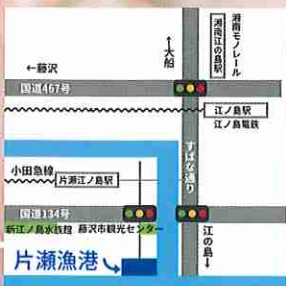 湘南モノレール
湘南江の島駅
↑大船
←藤沢
国道467号
江ノ島駅
江ノ島電鉄
すばな通り
小田急線
片瀬江ノ島駅
国道134号
新江ノ島水族館
藤沢市観光センター
江の島↓
片瀬漁港